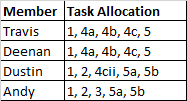 Member Task Allocation
Travis 1, 4a, 4b, 4c, 5
Deenan 1, 4a, 4b, 4c, 5
Dustin 1, 2, 4cii, 5a, 5b
Andy 1, 2, 3, 5a, 5b